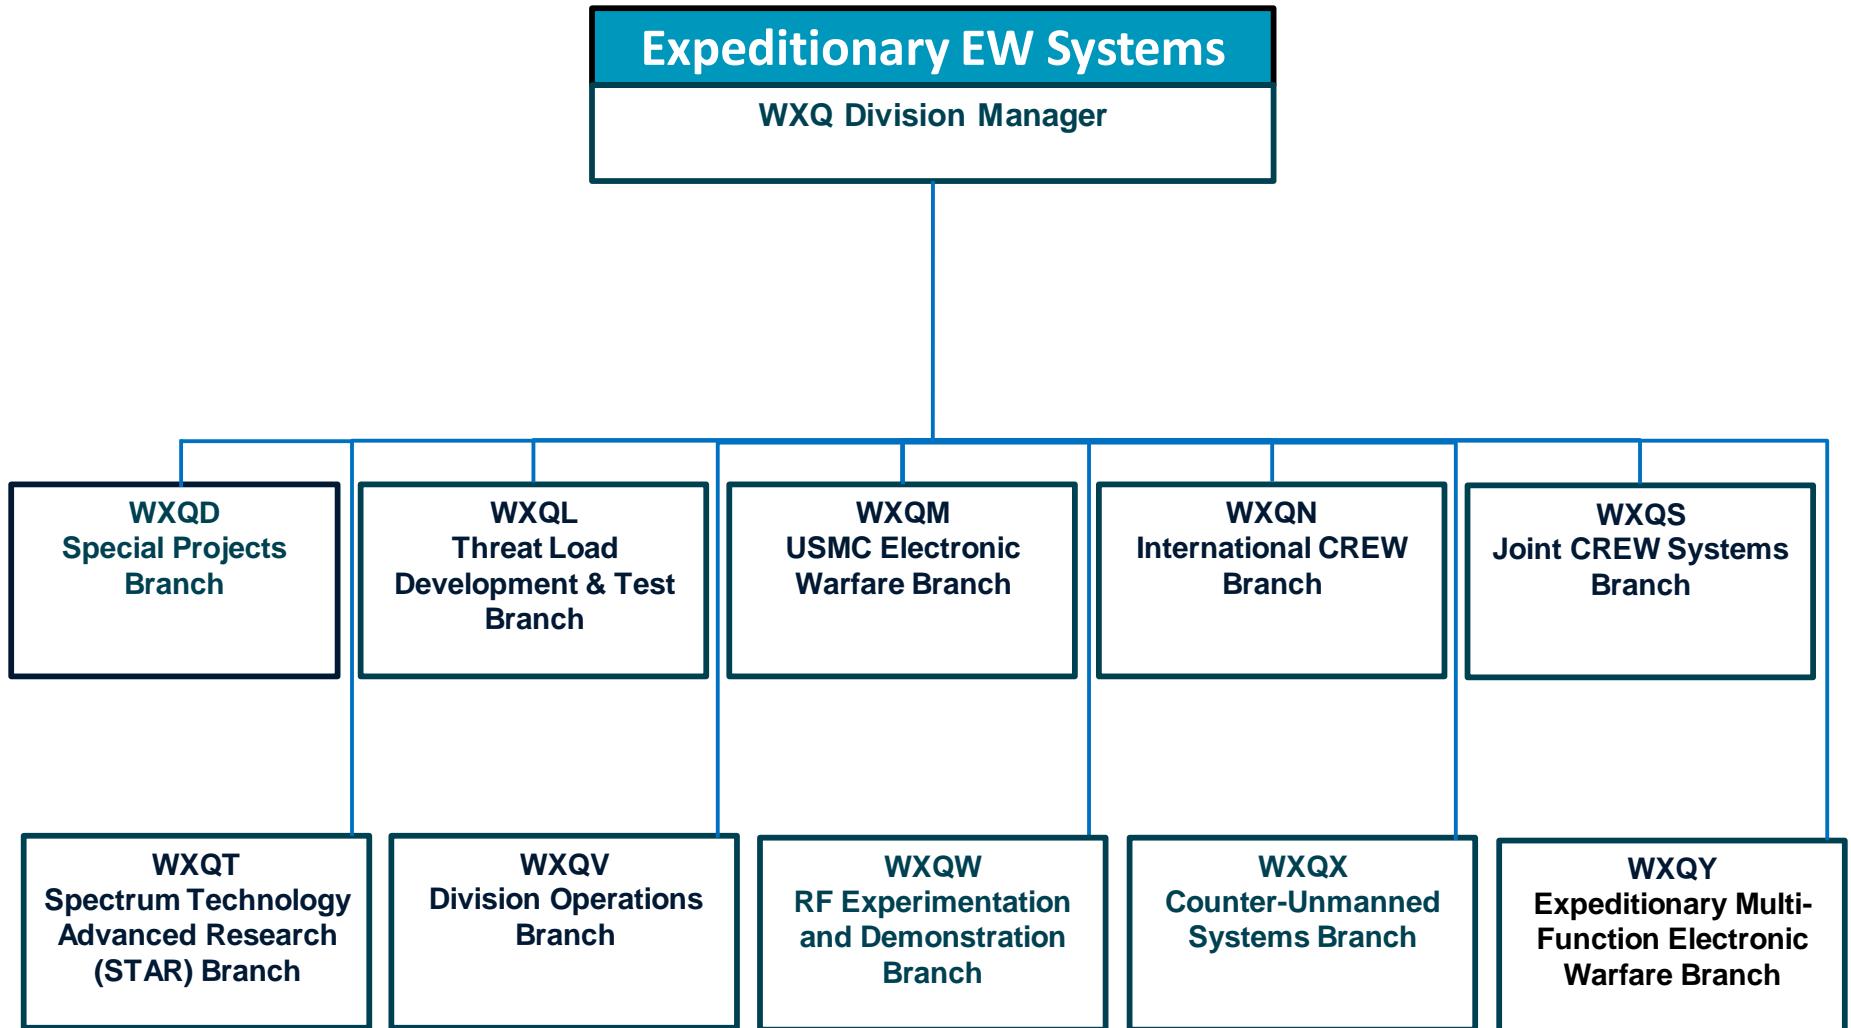 Expeditionary EW Systems
WXQ Division Manager
WXQD
Special Projects
Branch
WXQL
Threat Load
Development & Test
Branch
WXQM
USMC Electronic
Warfare Branch
WXQN
International CREW
Branch
WXQS
Joint CREW Systems
Branch
WXQT
Spectrum Technology
Advanced Research
(STAR) Branch
WXQV
Division Operations
Branch
WXQW
RF Experimentation
and Demonstration
Branch
WXQX
Counter-Unmanned
Systems Branch
WXQY
Expeditionary Multi-
Function Electronic
Warfare Branch